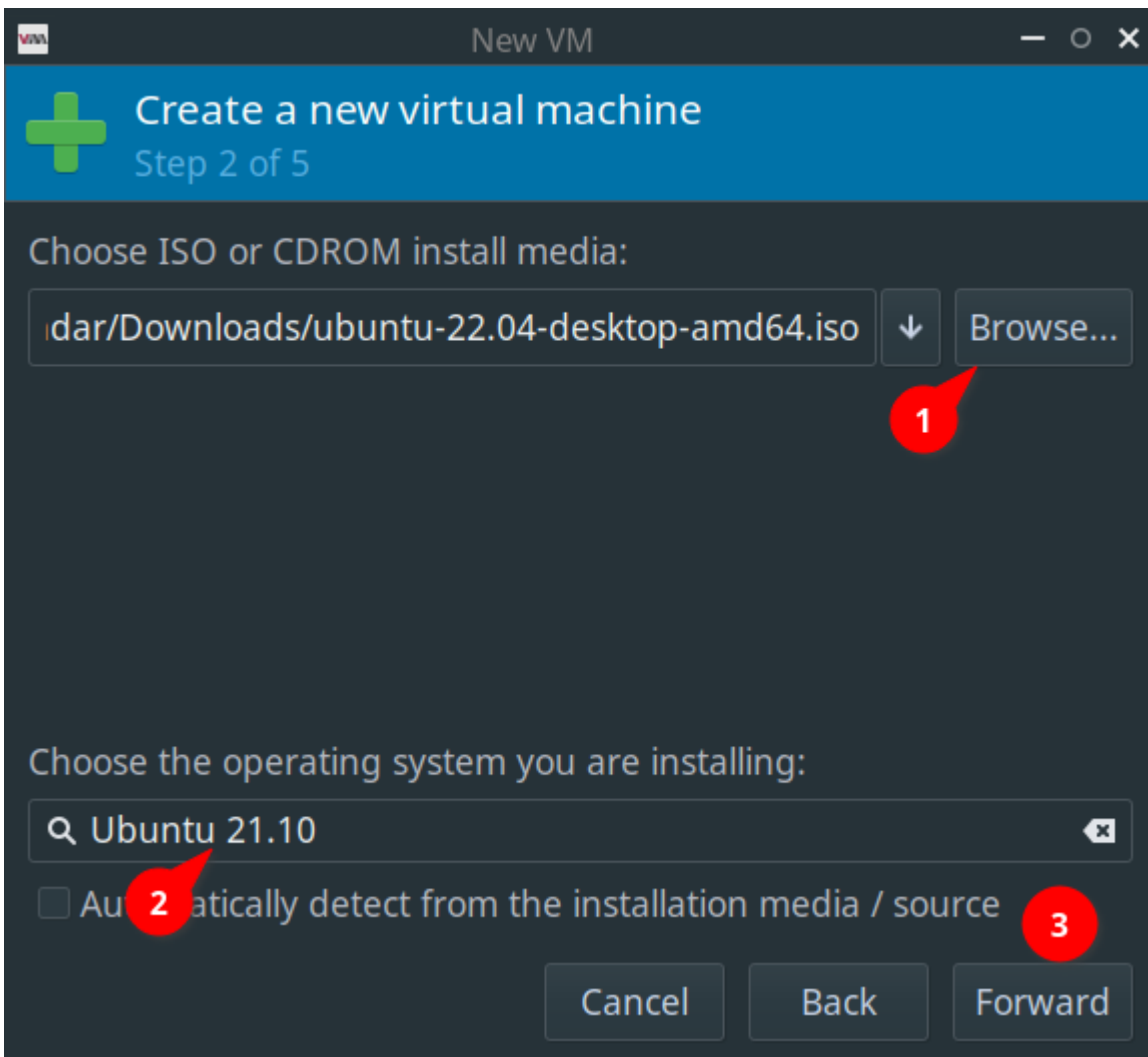 New VM
Create a new virtual machine
Step 2 of 5
Choose ISO or CDROM install media:
dar/Downloads/ubuntu-22.04-desktop-amd64.iso
Browse...
1
Choose the operating system you are installing:
Ubuntu 21.10
Au 2 atically detect from the installation media / source
3
Cancel Back Forward